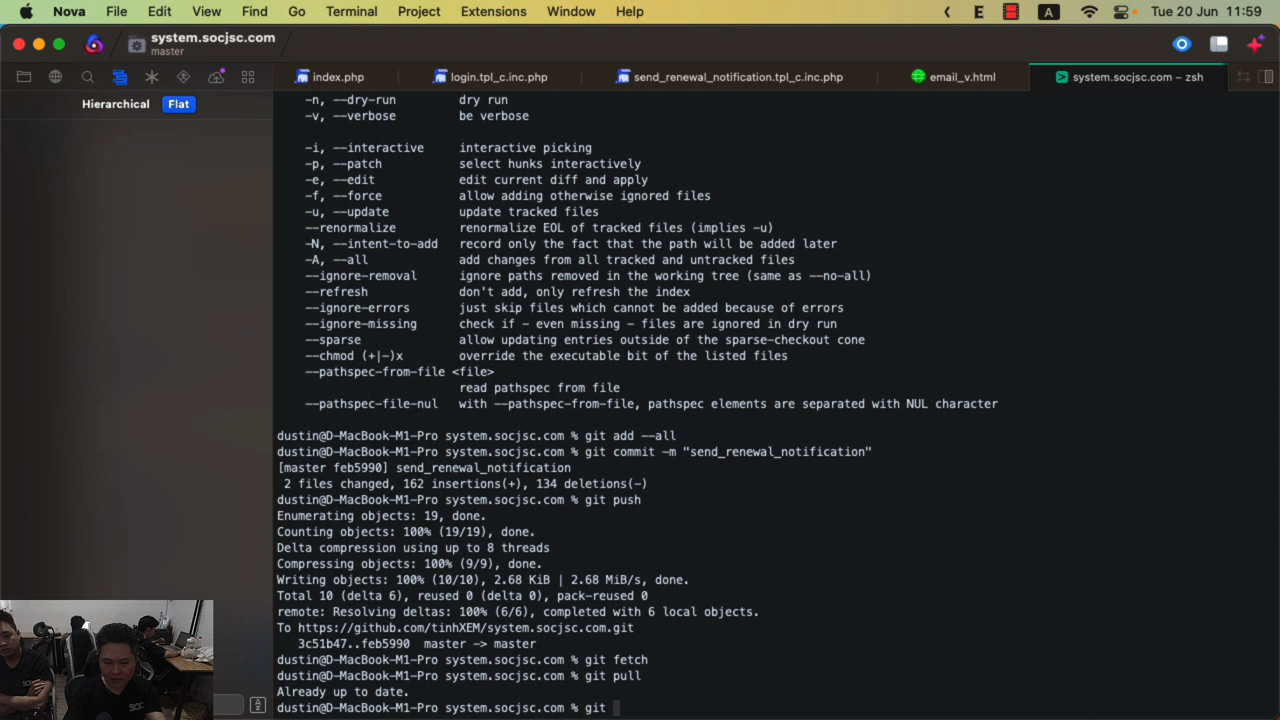 Nova File Edit View Find Go Terminal Project Extensions Window Help E A Tue 20 Jun 11:59
system.socjsc.com
master
index.php login.tpl_c.inc.php send_renewal_notification.tpl_c.inc.php email_v.html system.socjsc.com – zsh
Hierarchical Flat
-n, --dry-run dry run
-v, --verbose be verbose
-i, --interactive interactive picking
-p, --patch select hunks interactively
-e, --edit edit current diff and apply
-f, --force allow adding otherwise ignored files
-u, --update update tracked files
--renormalize renormalize EOL of tracked files (implies -u)
-N, --intent-to-add record only the fact that the path will be added later
-A, --all add changes from all tracked and untracked files
--ignore-removal ignore paths removed in the working tree (same as --no-all)
--refresh don't add, only refresh the index
--ignore-errors just skip files which cannot be added because of errors
--ignore-missing check if - even missing - files are ignored in dry run
--sparse allow updating entries outside of the sparse-checkout cone
--chmod (+|-)x override the executable bit of the listed files
--pathspec-from-file <file>
read pathspec from file
--pathspec-file-nul with --pathspec-from-file, pathspec elements are separated with NUL character
dustin@D-MacBook-M1-Pro system.socjsc.com % git add --all
dustin@D-MacBook-M1-Pro system.socjsc.com % git commit -m "send_renewal_notification"
[master feb5990] send_renewal_notification
2 files changed, 162 insertions(+), 134 deletions(-)
dustin@D-MacBook-M1-Pro system.socjsc.com % git push
Enumerating objects: 19, done.
Counting objects: 100% (19/19), done.
Delta compression using up to 8 threads
Compressing objects: 100% (9/9), done.
Writing objects: 100% (10/10), 2.68 KiB | 2.68 MiB/s, done.
Total 10 (delta 6), reused 0 (delta 0), pack-reused 0
remote: Resolving deltas: 100% (6/6), completed with 6 local objects.
To https://github.com/tinhXEM/system.socjsc.com.git
3c51b47..feb5990 master -> master
dustin@D-MacBook-M1-Pro system.socjsc.com % git fetch
dustin@D-MacBook-M1-Pro system.socjsc.com % git pull
Already up to date.
dustin@D-MacBook-M1-Pro system.socjsc.com % git